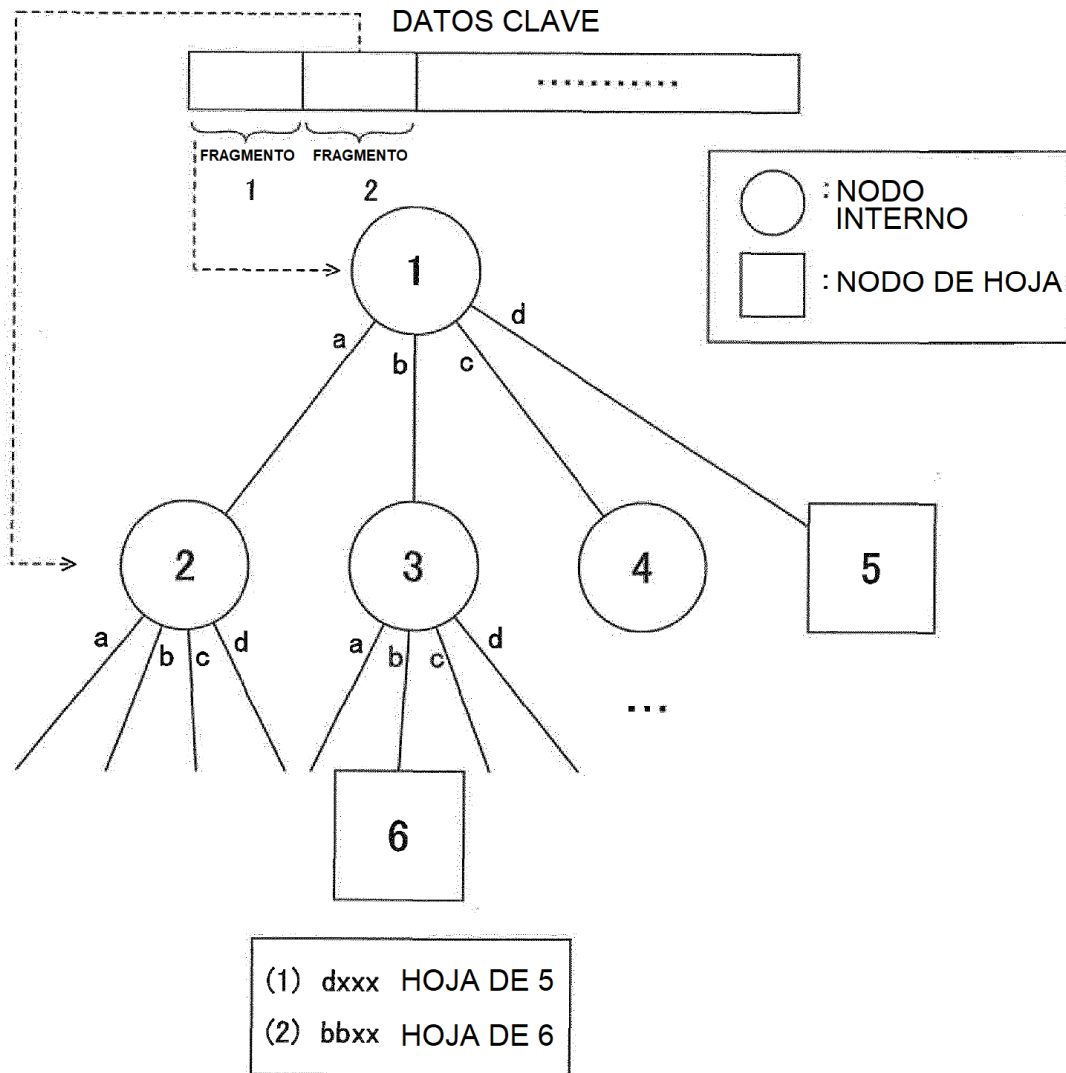 DATOS CLAVE
...........
FRAGMENTO FRAGMENTO
1 2
: NODO
INTERNO
: NODO DE HOJA
1
a b c d
2 3 4 5
a b c d a b c d
...
6
(1) dxxx HOJA DE 5
(2) bbxx HOJA DE 6